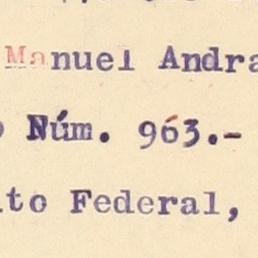 Manuel Andra
Núm. 963.-
to Federal,